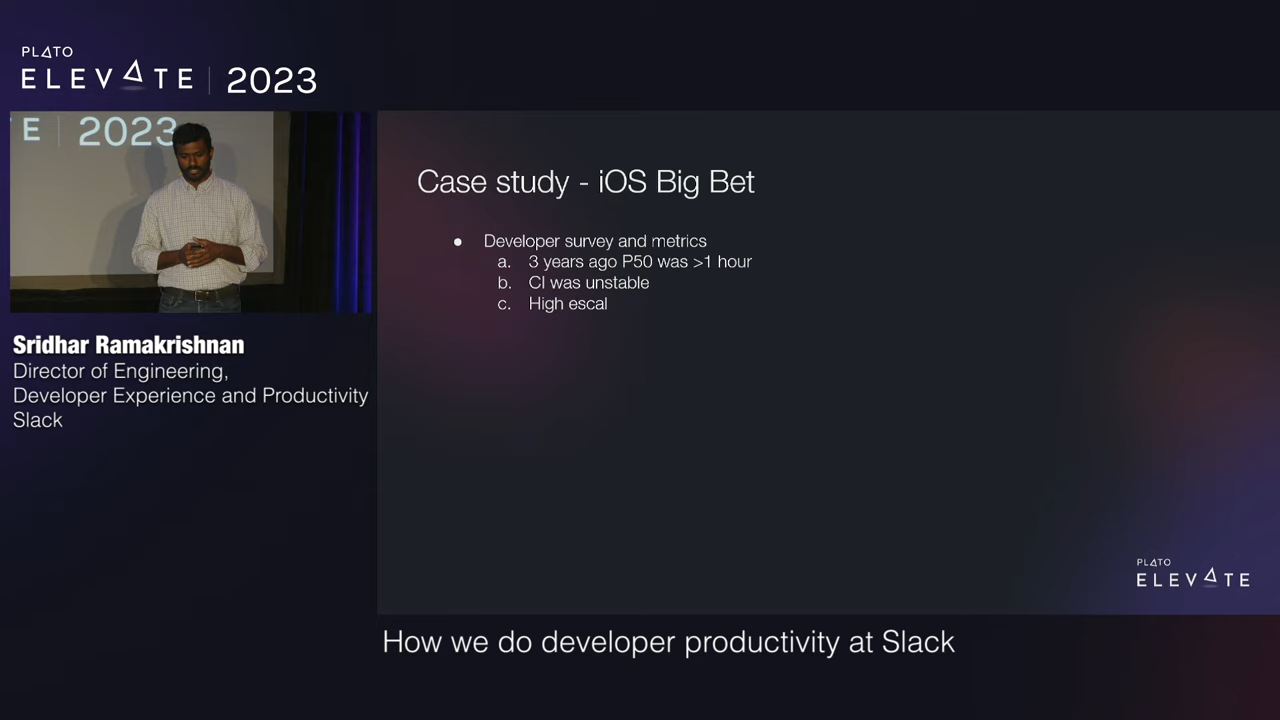 PLATO
ELEVATE | 2023
E | 2023
Case study - iOS Big Bet
● Developer survey and metrics
a. 3 years ago P50 was >1 hour
b. CI was unstable
c. High escal
Sridhar Ramakrishnan
Director of Engineering,
Developer Experience and Productivity
Slack
PLATO
ELEVATE
How we do developer productivity at Slack